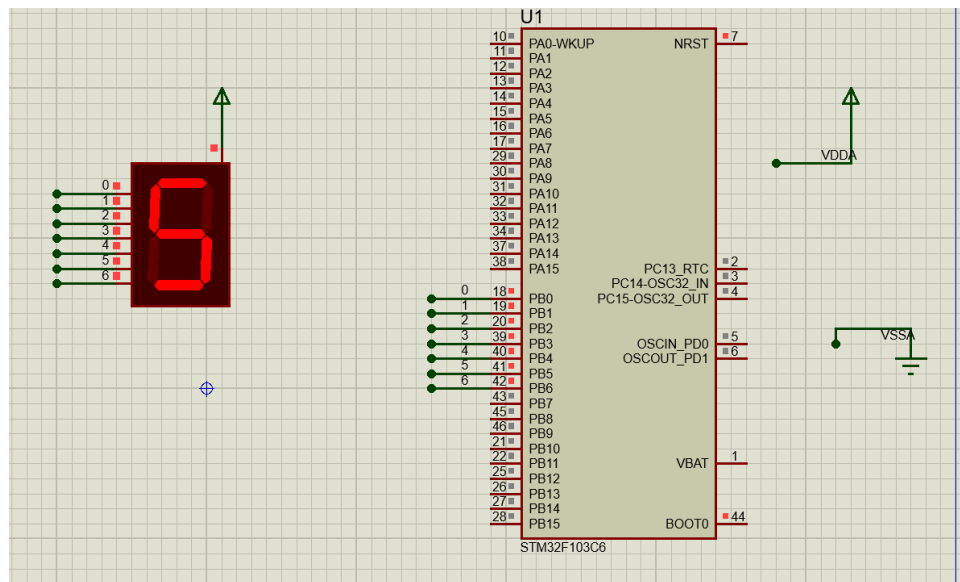 U1
10 PA0-WKUP NRST 7
11 PA1
12 PA2
13 PA3
14 PA4
15 PA5
16 PA6
17 PA7
29 PA8
30 PA9
31 PA10
32 PA11
33 PA12
34 PA13
37 PA14
38 PA15
PC13_RTC 2
PC14-OSC32_IN 3
PC15-OSC32_OUT 4
0 18 PB0
1 19 PB1
2 20 PB2
3 39 PB3
4 40 PB4
5 41 PB5
6 42 PB6
43 PB7
45 PB8
46 PB9
21 PB10
22 PB11
25 PB12
26 PB13
27 PB14
28 PB15
OSCIN_PD0 5
OSCOUT_PD1 6
VBAT 1
BOOT0 44
STM32F103C6
0
1
2
3
4
5
6
5
VDDA
VSSA